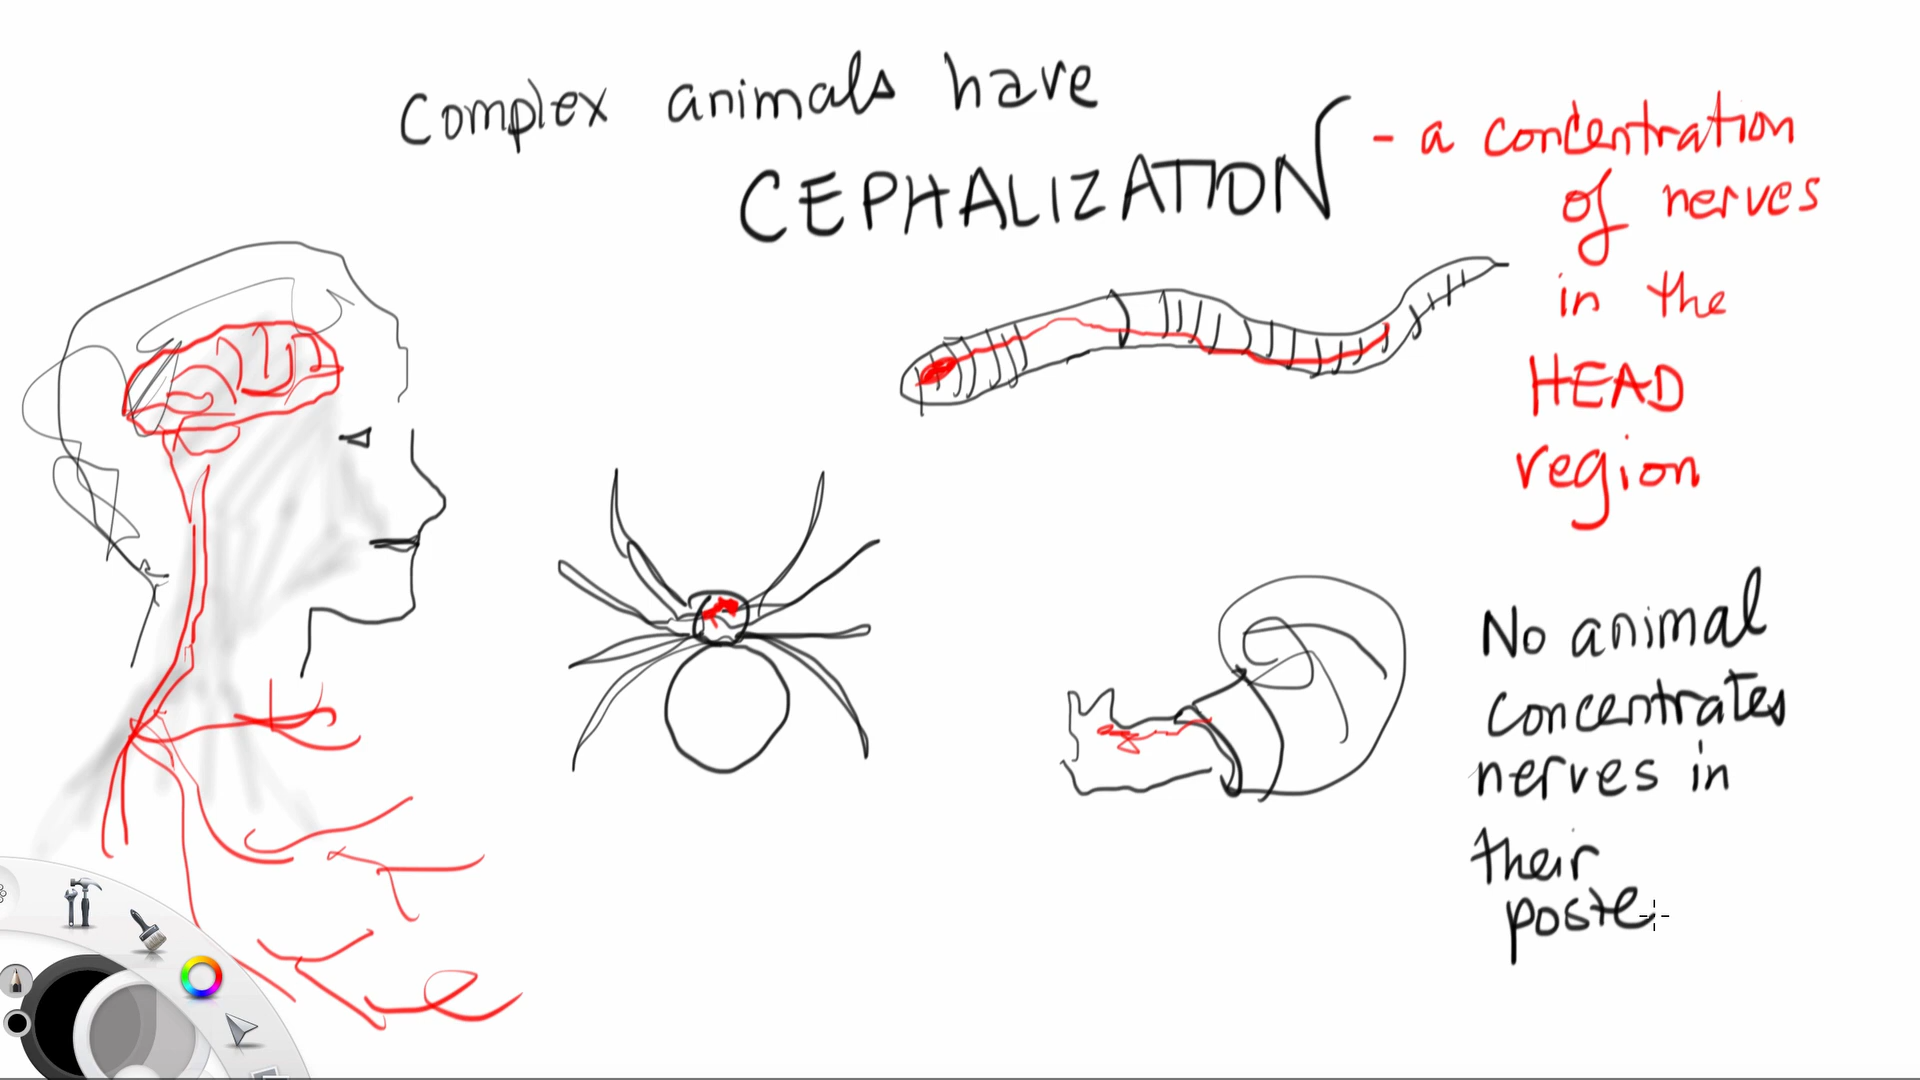 Complex animals have
CEPHALIZATION
- a concentration
of nerves
in the
HEAD
region
No animal
concentrates
nerves in
their
poste